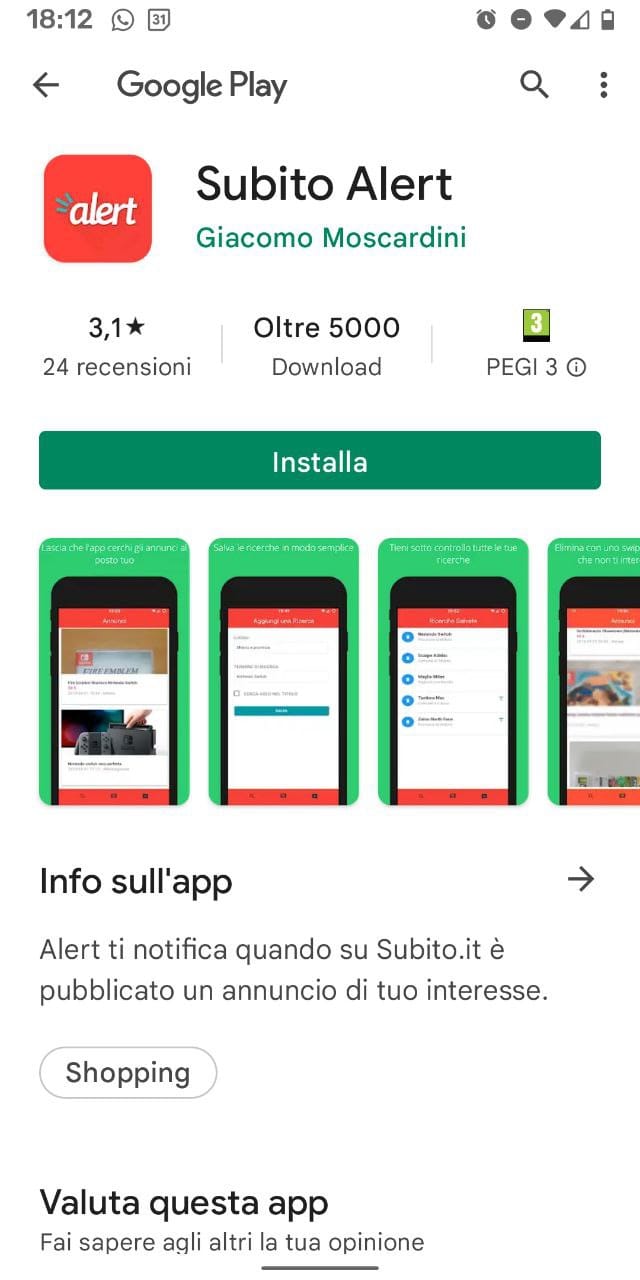 18:12
31
Google Play
alert
Subito Alert
Giacomo Moscardini
3,1★
24 recensioni
Oltre 5000
Download
3
PEGI 3
Installa
Lascia che l'app cerchi gli annunci al
posto tuo
Salva le ricerche in modo semplice
Tieni sotto controllo tutte le tue
ricerche
Elimina con uno swip
che non ti inter
Annunci
FIRE EMBLEM
Aggiungi una Ricerca
Ricerche Salvate
Nintendo Switch
Annunci
Info sull'app
Alert ti notifica quando su Subito.it è
pubblicato un annuncio di tuo interesse.
Shopping
Valuta questa app
Fai sapere agli altri la tua opinione